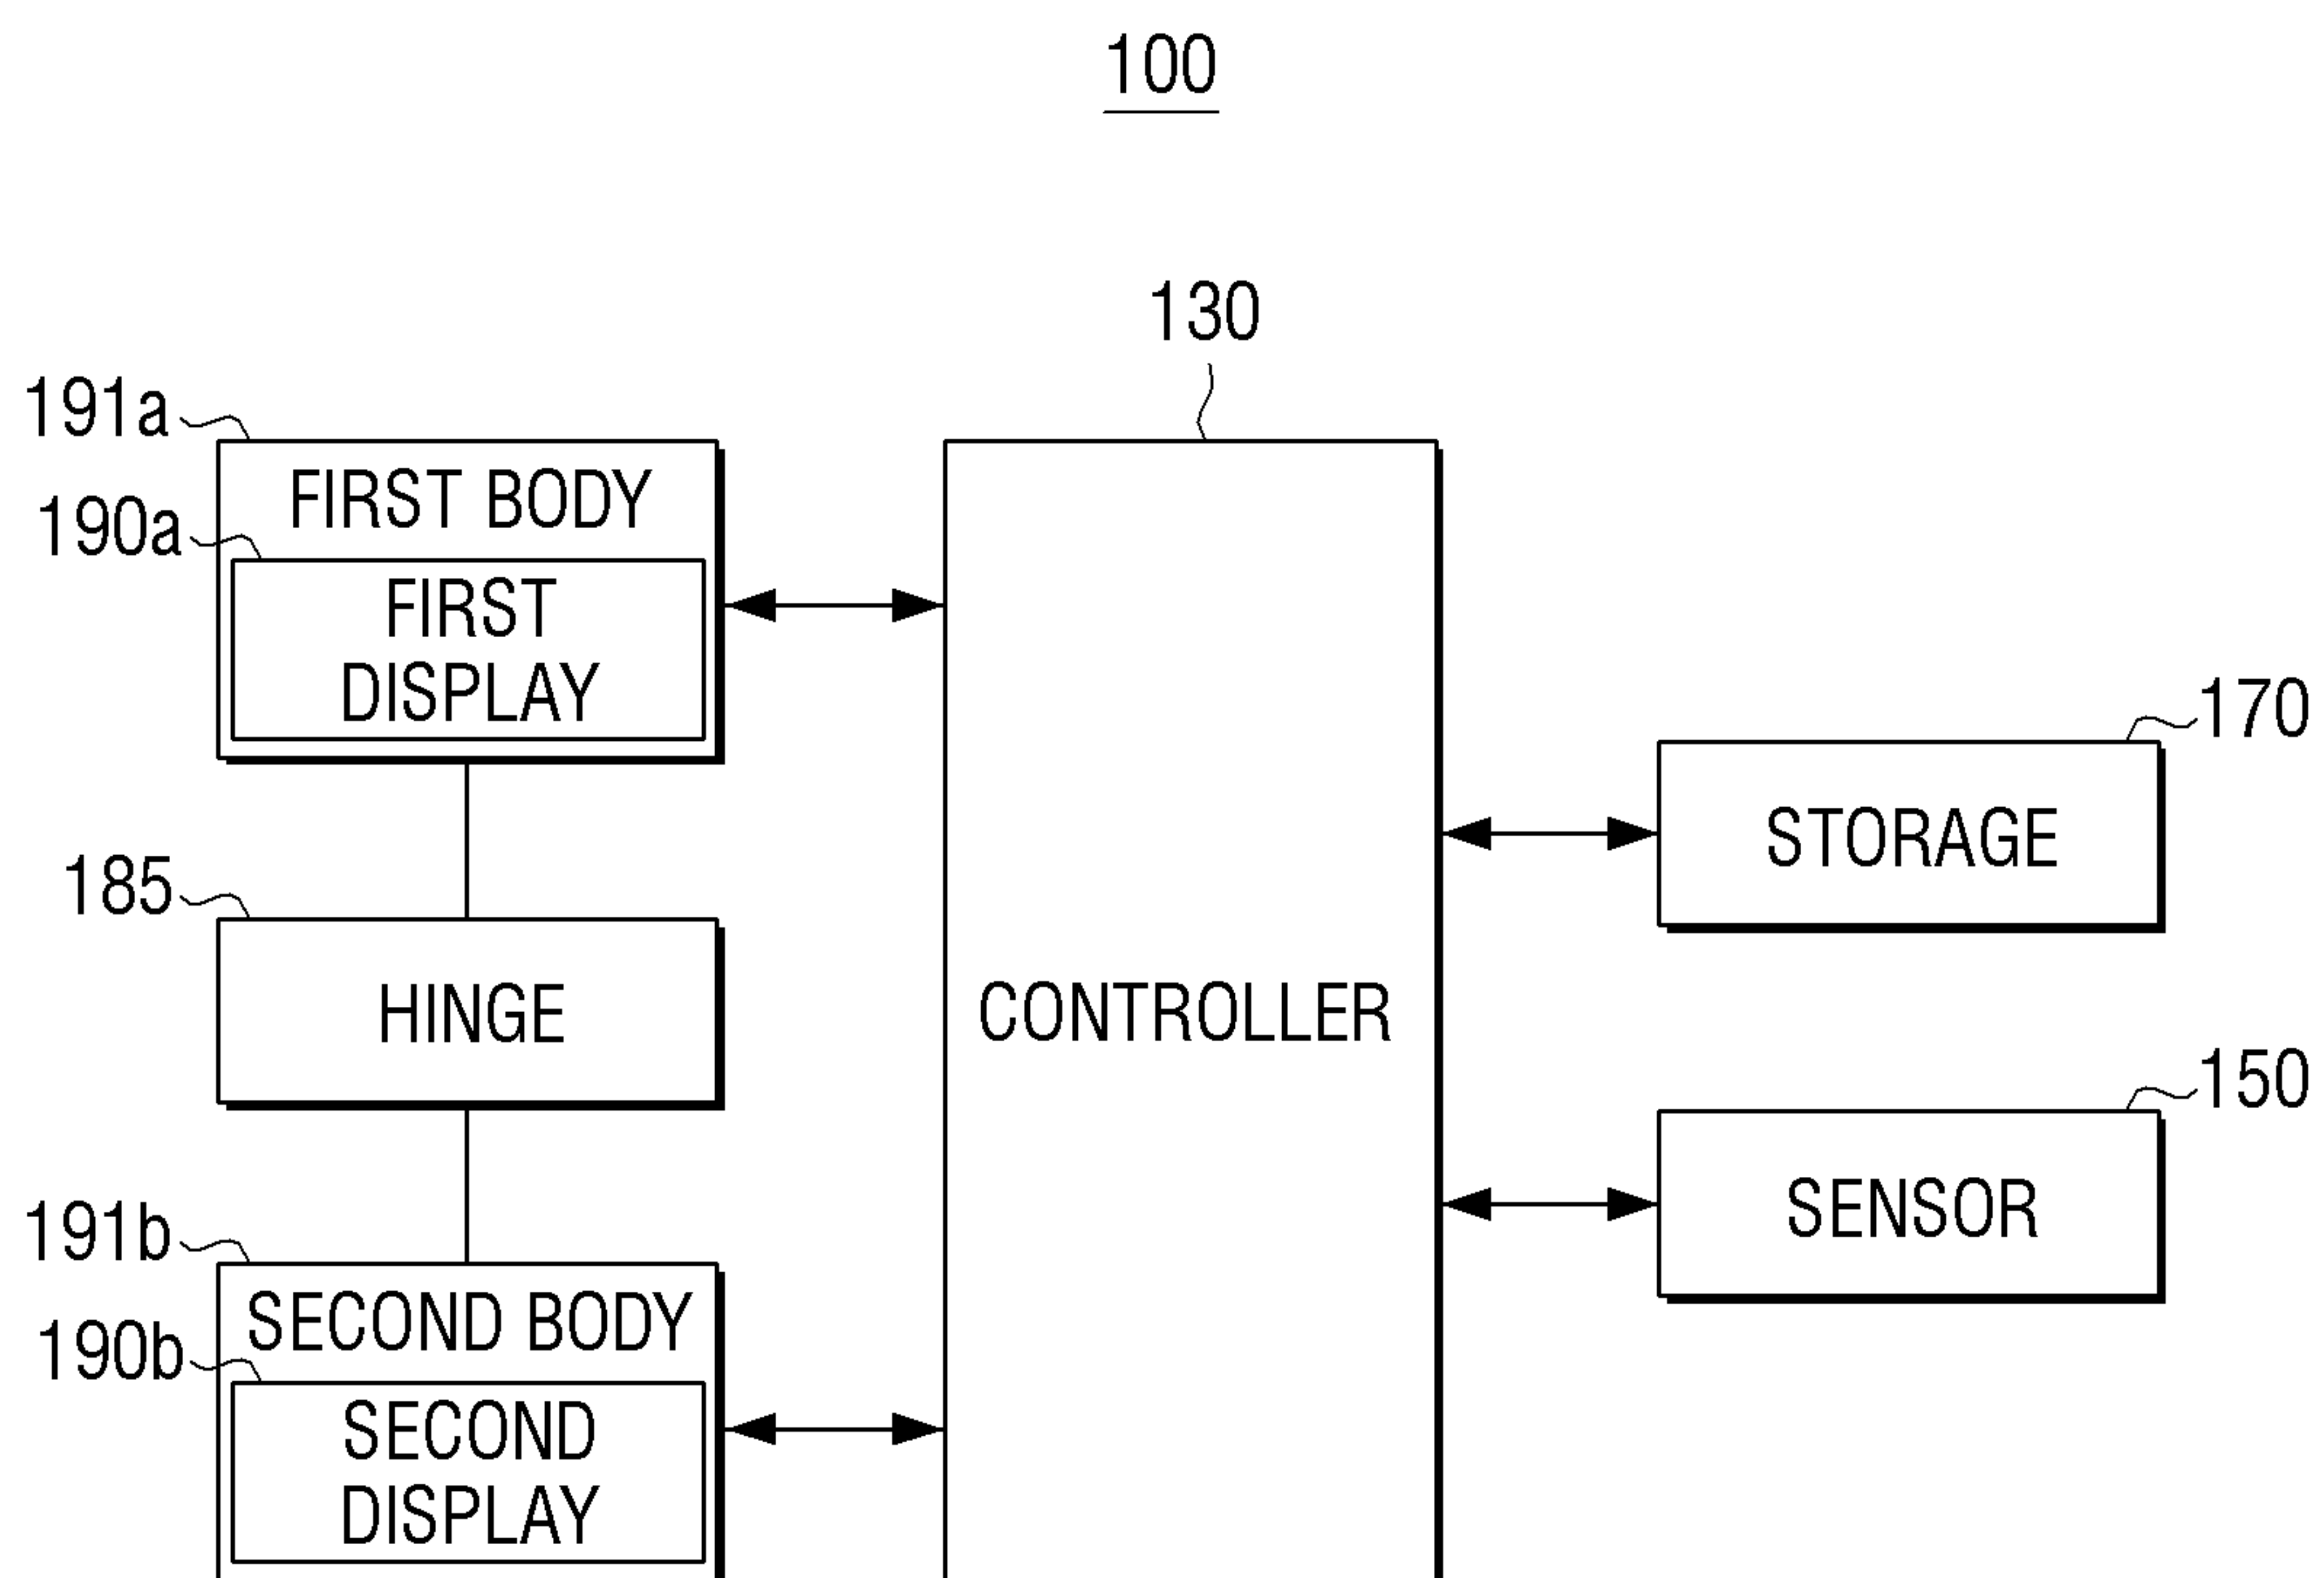 100
130
191a
FIRST BODY
190a
FIRST
DISPLAY
170
STORAGE
185
HINGE
CONTROLLER
150
SENSOR
191b
SECOND BODY
190b
SECOND
DISPLAY